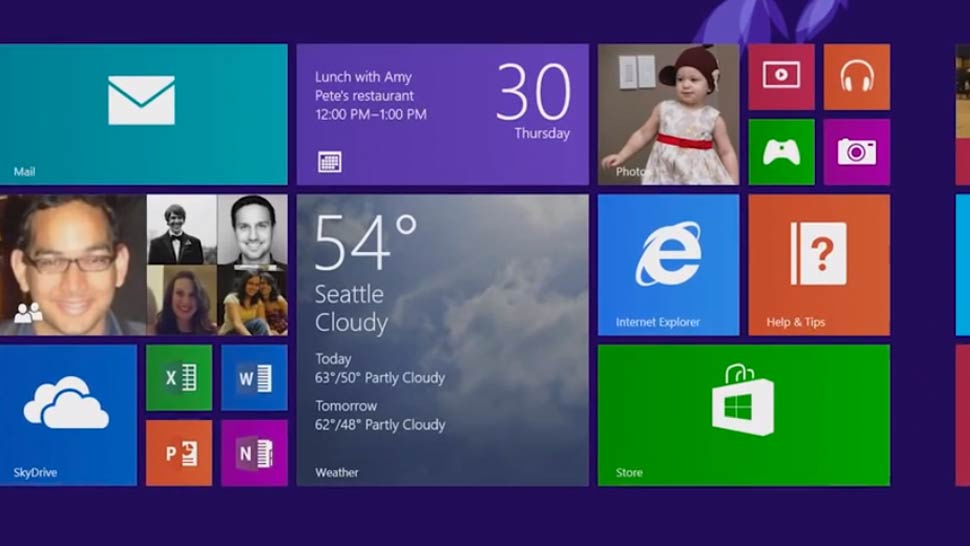 Mail
Lunch with Amy
Pete's restaurant
12:00 PM–1:00 PM
30
Thursday
Photos
54°
Seattle
Cloudy
Today
63°/50° Partly Cloudy
Tomorrow
62°/48° Partly Cloudy
Weather
Internet Explorer
?
Help & Tips
SkyDrive
X
W
P
N
Store